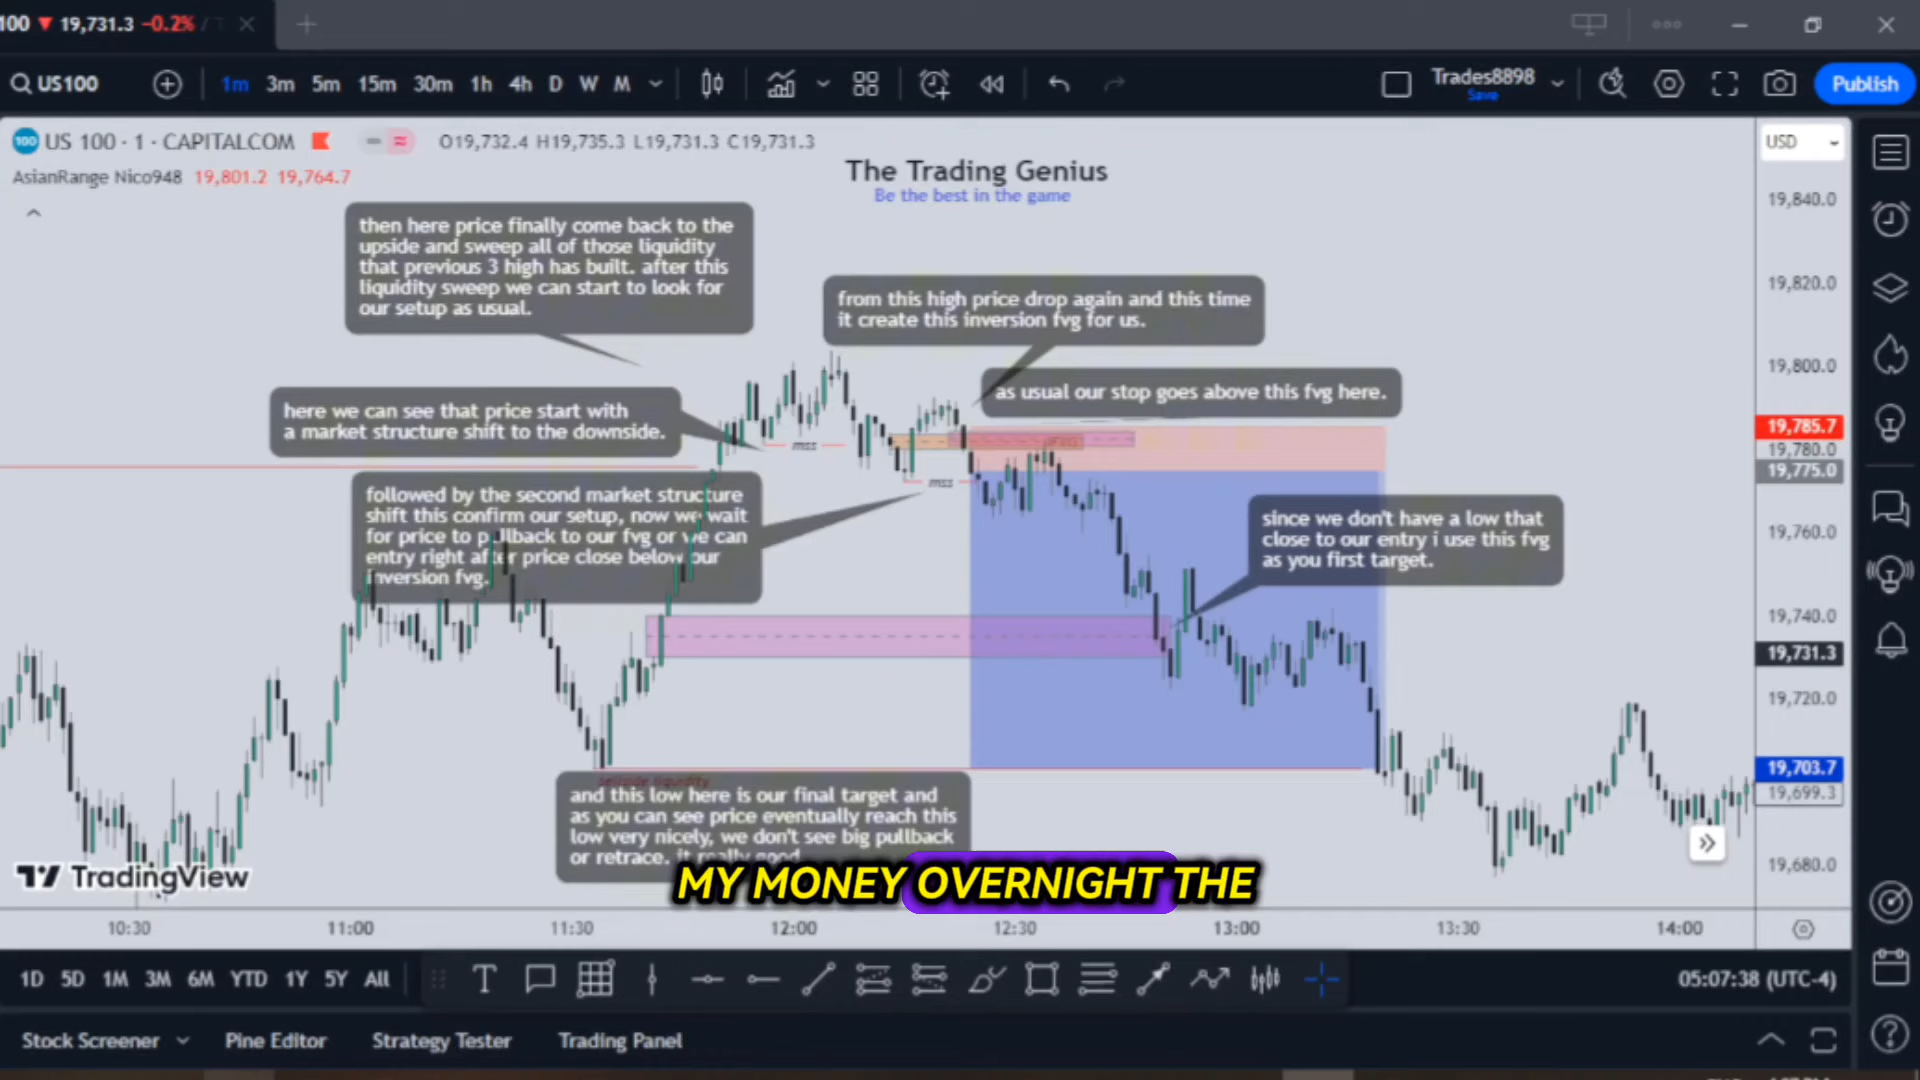 100 ▼ 19,731.3 −0.2%
US100
1m 3m 5m 15m 30m 1h 4h D W M
Trades8898
Save
Publish
US 100 · 1 · CAPITALCOM O19,732.4 H19,735.3 L19,731.3 C19,731.3
AsianRange Nico948 19,801.2 19,764.7
The Trading Genius
Be the best in the game
USD
then here price finally come back to the
upside and sweep all of those liquidity
that previous 3 high has built. after this
liquidity sweep we can start to look for
our setup as usual.
from this high price drop again and this time
it create this inversion fvg for us.
as usual our stop goes above this fvg here.
here we can see that price start with
a market structure shift to the downside.
mss
followed by the second market structure
shift this confirm our setup, now we wait
for price to pullback to our fvg or we can
entry right after price close below our
inversion fvg.
mss
since we don't have a low that
close to our entry i use this fvg
as you first target.
sellside liquidity
and this low here is our final target and
as you can see price eventually reach this
low very nicely, we don't see big pullback
or retrace. it really good
19,840.0
19,820.0
19,800.0
19,785.7
19,780.0
19,775.0
19,760.0
19,740.0
19,731.3
19,720.0
19,703.7
19,699.3
19,680.0
TradingView
MY MONEY OVERNIGHT THE
10:30 11:00 11:30 12:00 12:30 13:00 13:30 14:00
1D 5D 1M 3M 6M YTD 1Y 5Y All
05:07:38 (UTC-4)
Stock Screener Pine Editor Strategy Tester Trading Panel